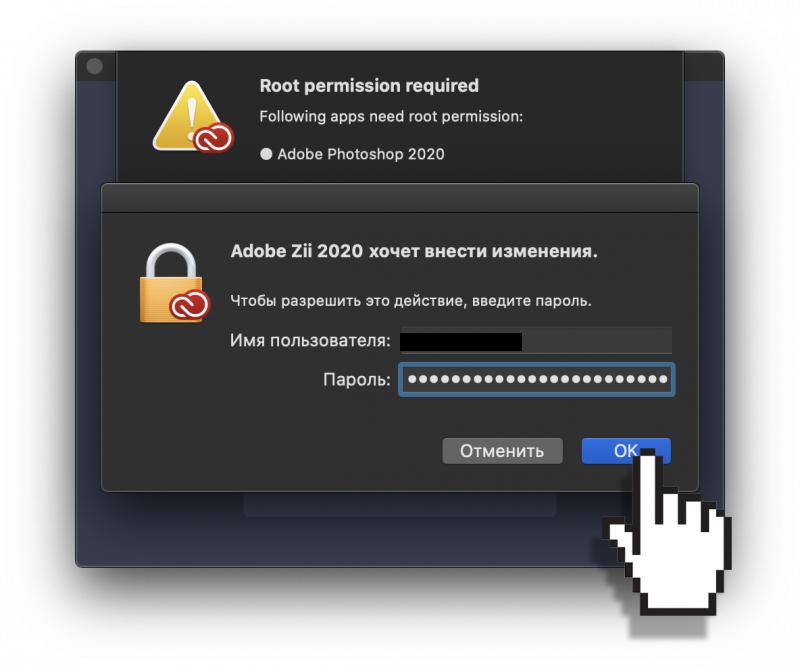 Root permission required
Following apps need root permission:
Adobe Photoshop 2020
Adobe Zii 2020 хочет внести изменения.
Чтобы разрешить это действие, введите пароль.
Имя пользователя:
Пароль:
Отменить
OK